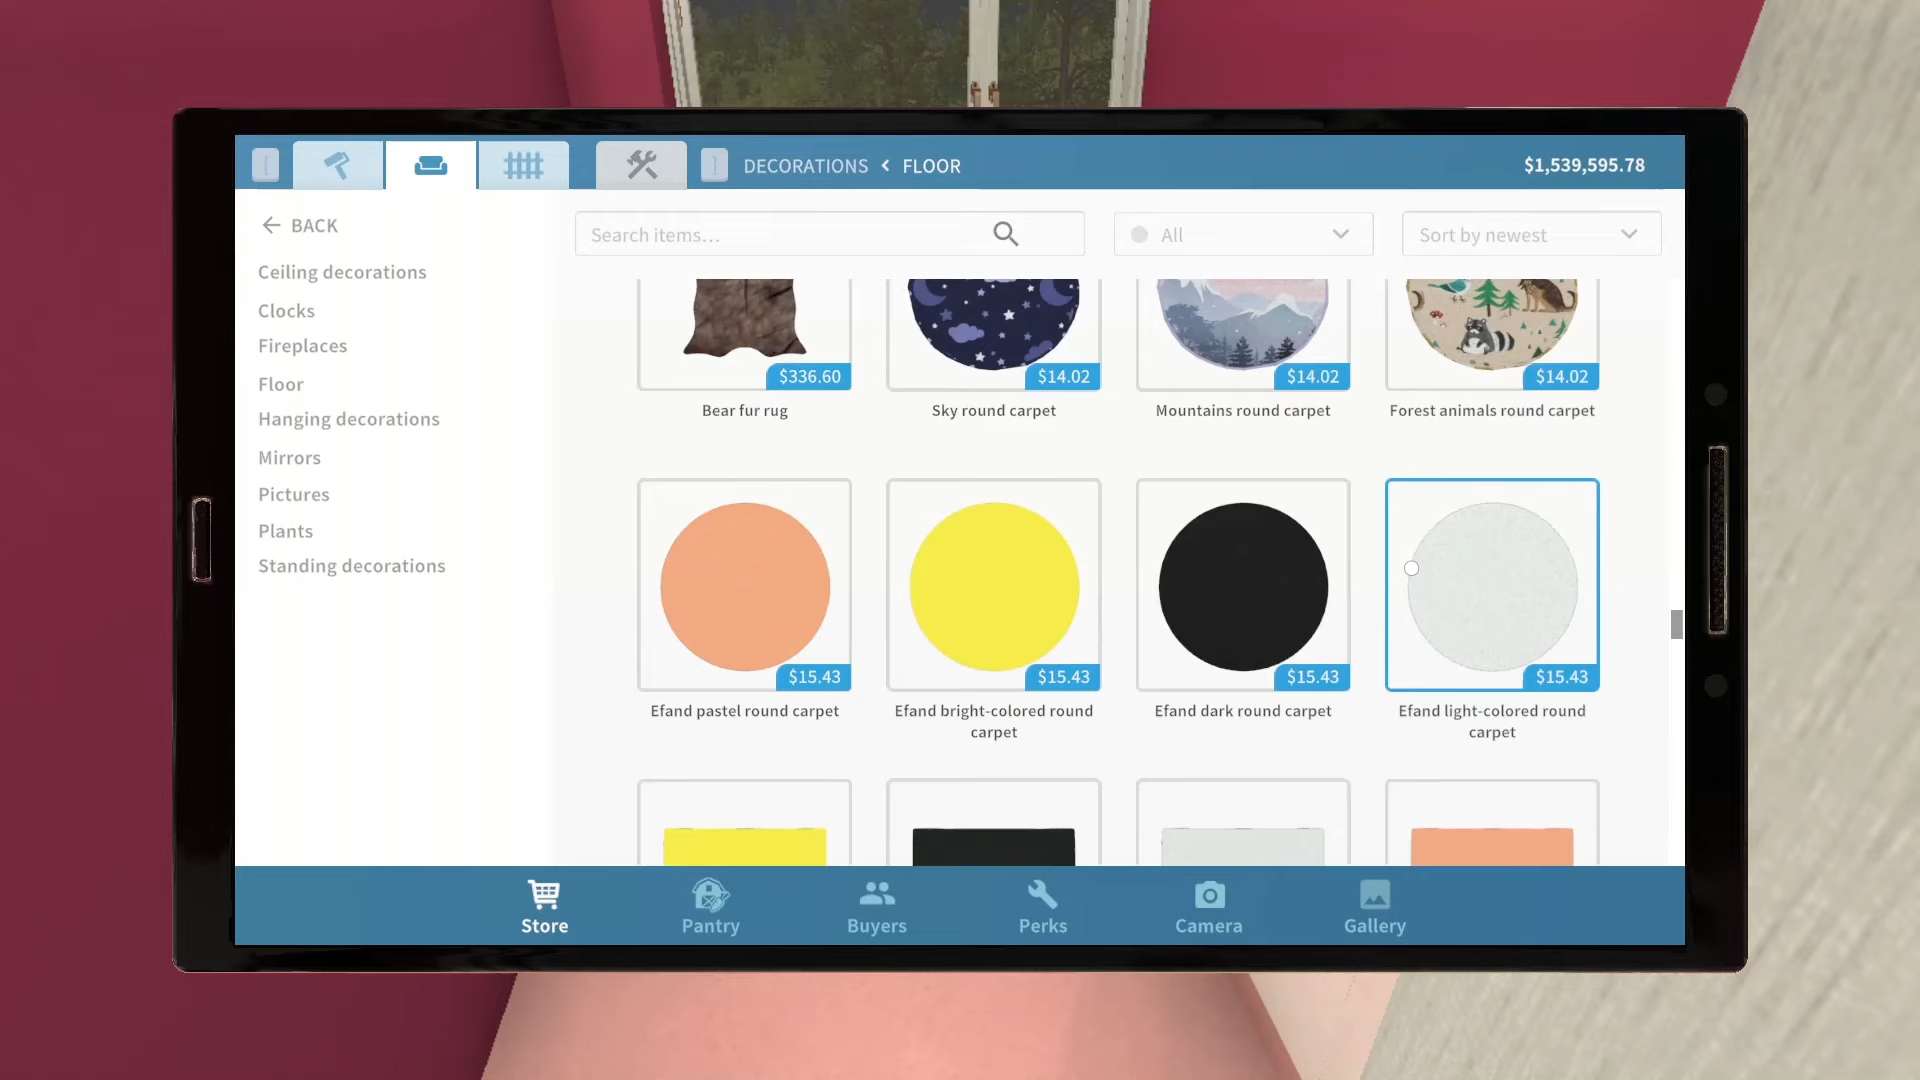 [
]
DECORATIONS < FLOOR
$1,539,595.78
BACK
Search items...
All
Sort by newest
Ceiling decorations
Clocks
Fireplaces
Floor
Hanging decorations
Mirrors
Pictures
Plants
Standing decorations
$336.60
$14.02
$14.02
$14.02
Bear fur rug
Sky round carpet
Mountains round carpet
Forest animals round carpet
$15.43
$15.43
$15.43
$15.43
Efand pastel round carpet
Efand bright-colored round
carpet
Efand dark round carpet
Efand light-colored round
carpet
Store
Pantry
Buyers
Perks
Camera
Gallery